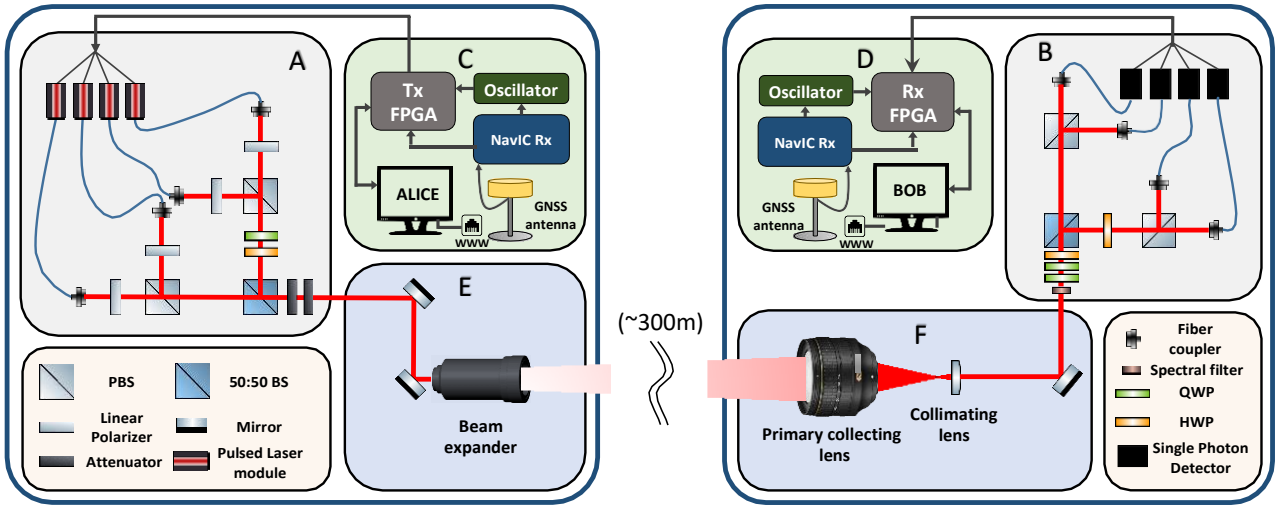 A
C
Tx
FPGA
Oscillator
NavIC Rx
ALICE
GNSS
antenna
WWW
E
Beam
expander
PBS
50:50 BS
Linear
Polarizer
Mirror
Attenuator
Pulsed Laser
module
(~300m)
D
Oscillator
Rx
FPGA
NavIC Rx
BOB
GNSS
antenna
WWW
B
F
Primary collecting
lens
Collimating
lens
Fiber
coupler
Spectral filter
QWP
HWP
Single Photon
Detector